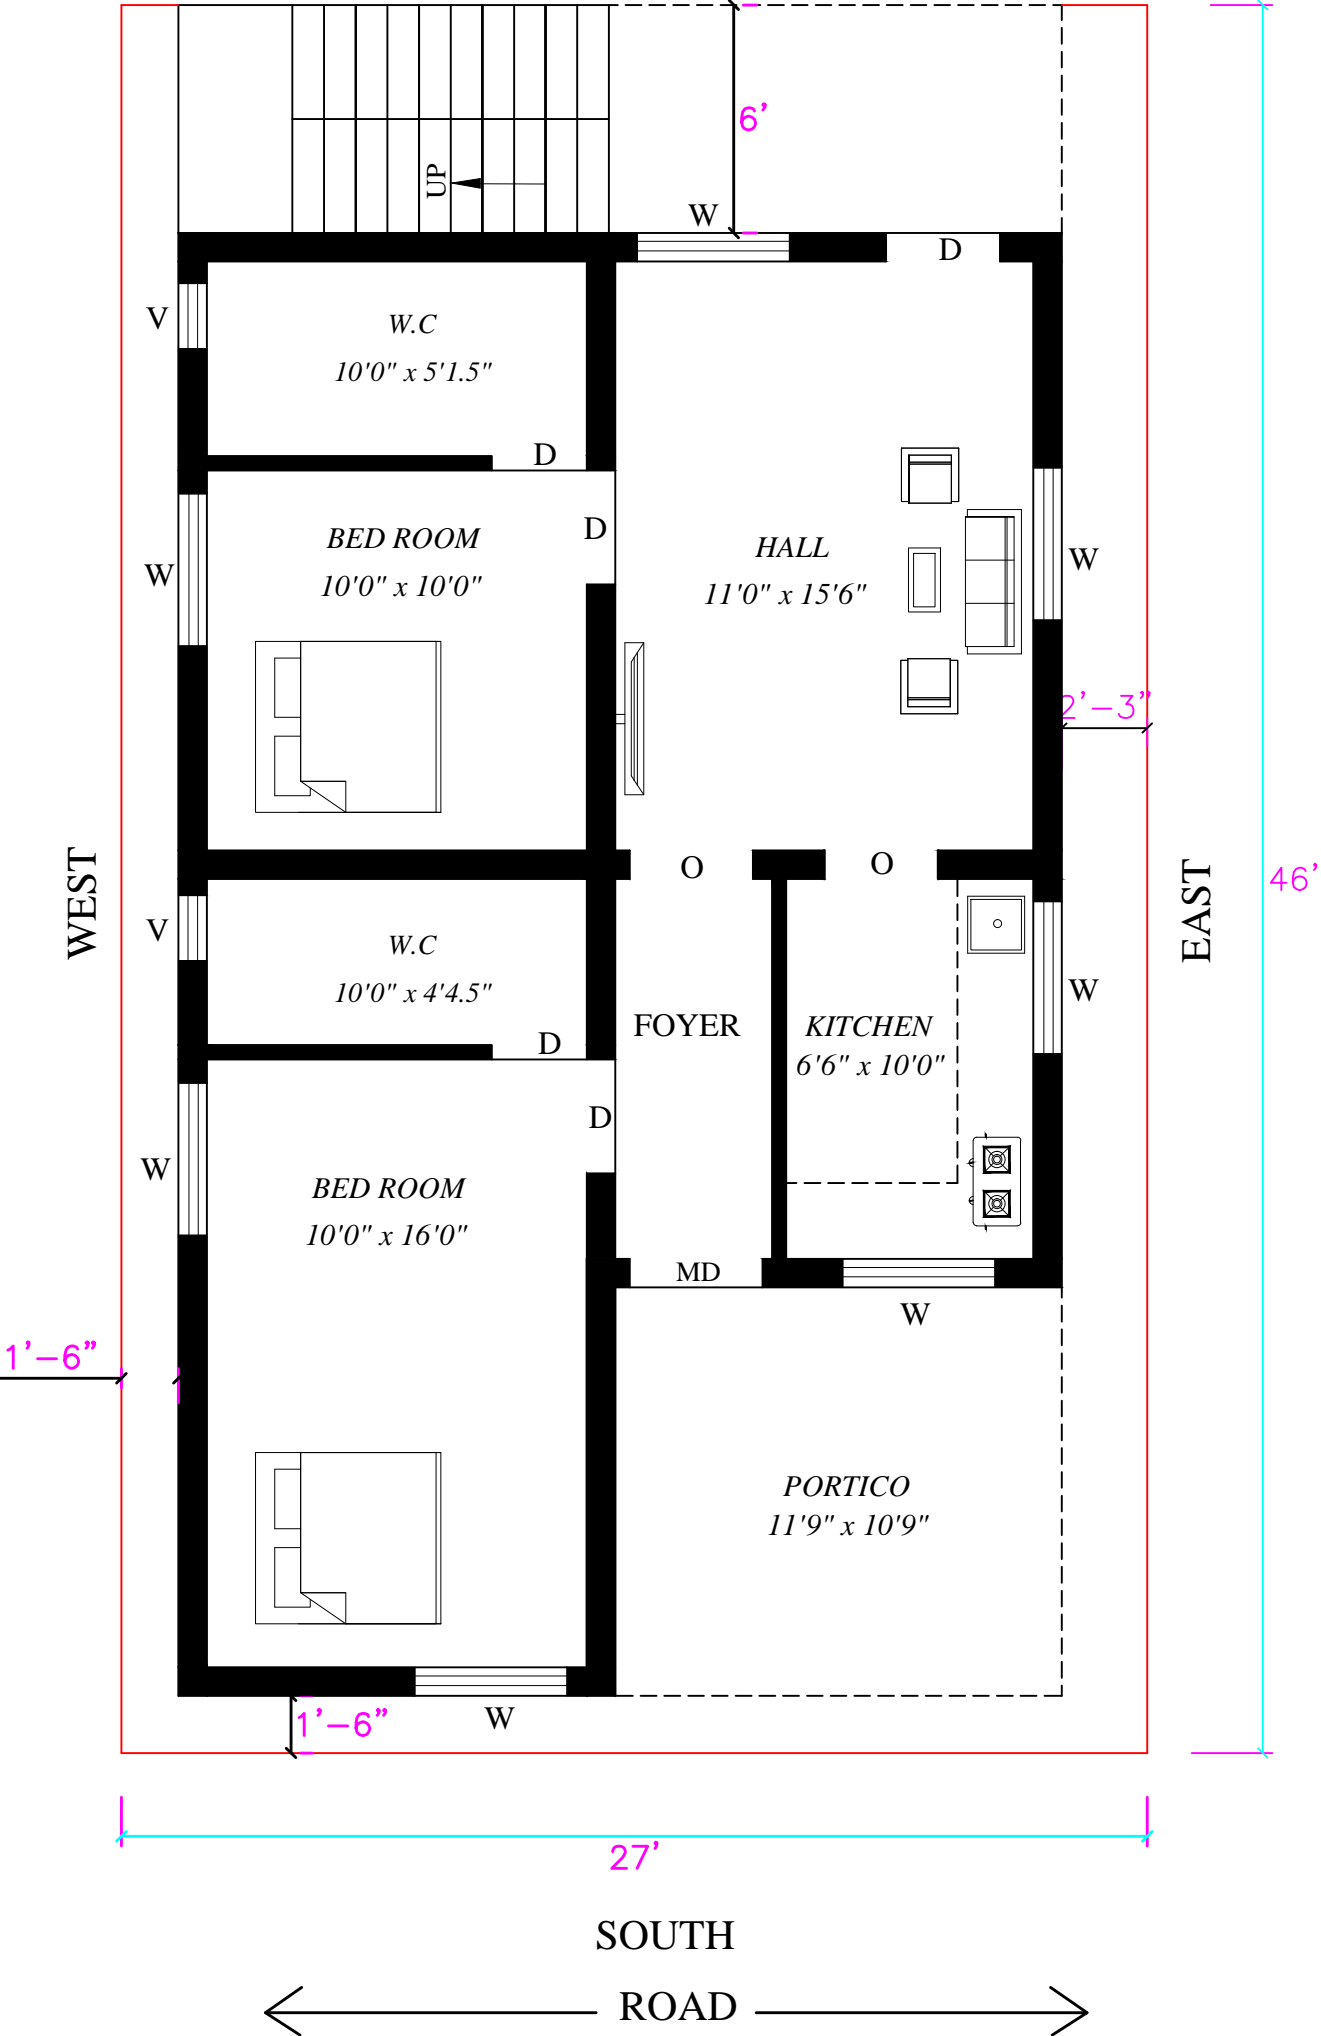 6'
UP
W
D
V
W.C
10'0" x 5'1.5"
D
BED ROOM
10'0" x 10'0"
D
W
HALL
11'0" x 15'6"
W
2'-3"
WEST
EAST
46'
O
O
V
W.C
10'0" x 4'4.5"
D
FOYER
KITCHEN
6'6" x 10'0"
W
D
W
BED ROOM
10'0" x 16'0"
MD
W
1'-6"
PORTICO
11'9" x 10'9"
W
1'-6"
27'
SOUTH
ROAD